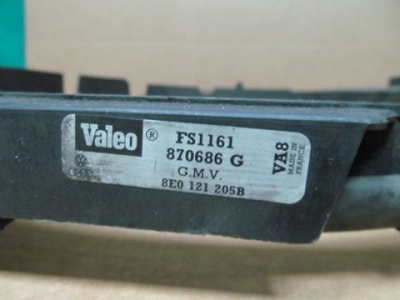 Valeo ® FS1161
870686 G
G.M.V.
8E0 121 205B
VA8
MADE IN
FRANCE